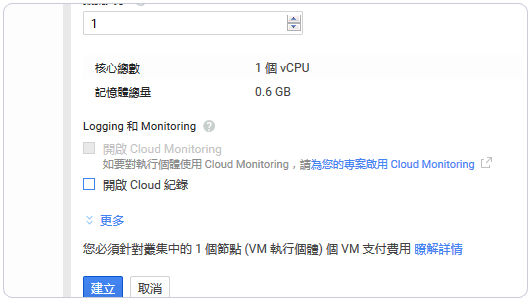 1
核心總數 1 個 vCPU
記憶體總量 0.6 GB
Logging 和 Monitoring ?
開啟 Cloud Monitoring
如要對執行個體使用 Cloud Monitoring，請為您的專案啟用 Cloud Monitoring
開啟 Cloud 紀錄
更多
您必須針對叢集中的 1 個節點 (VM 執行個體) 個 VM 支付費用 瞭解詳情
建立 取消